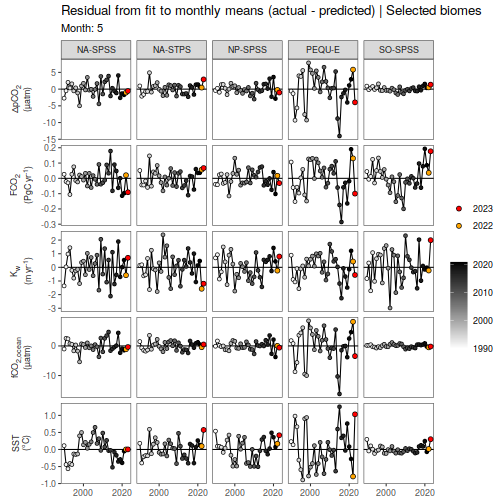 Residual from fit to monthly means (actual - predicted) | Selected biomes
Month: 5
NA-SPSS NA-STPS NP-SPSS PEQU-E SO-SPSS
ΔpCO2
(µatm)
5
0
-5
-10
-15
FCO2
(PgC yr⁻¹)
0.2
0.1
0.0
-0.1
-0.2
-0.3
Kw
(m yr⁻¹)
2
1
0
-1
-2
-3
fCO2,ocean
(µatm)
0
-10
SST
(°C)
1.0
0.5
0.0
-0.5
-1.0
2000 2020 2000 2020 2000 2020 2000 2020 2000 2020
2023
2022
2020
2010
2000
1990